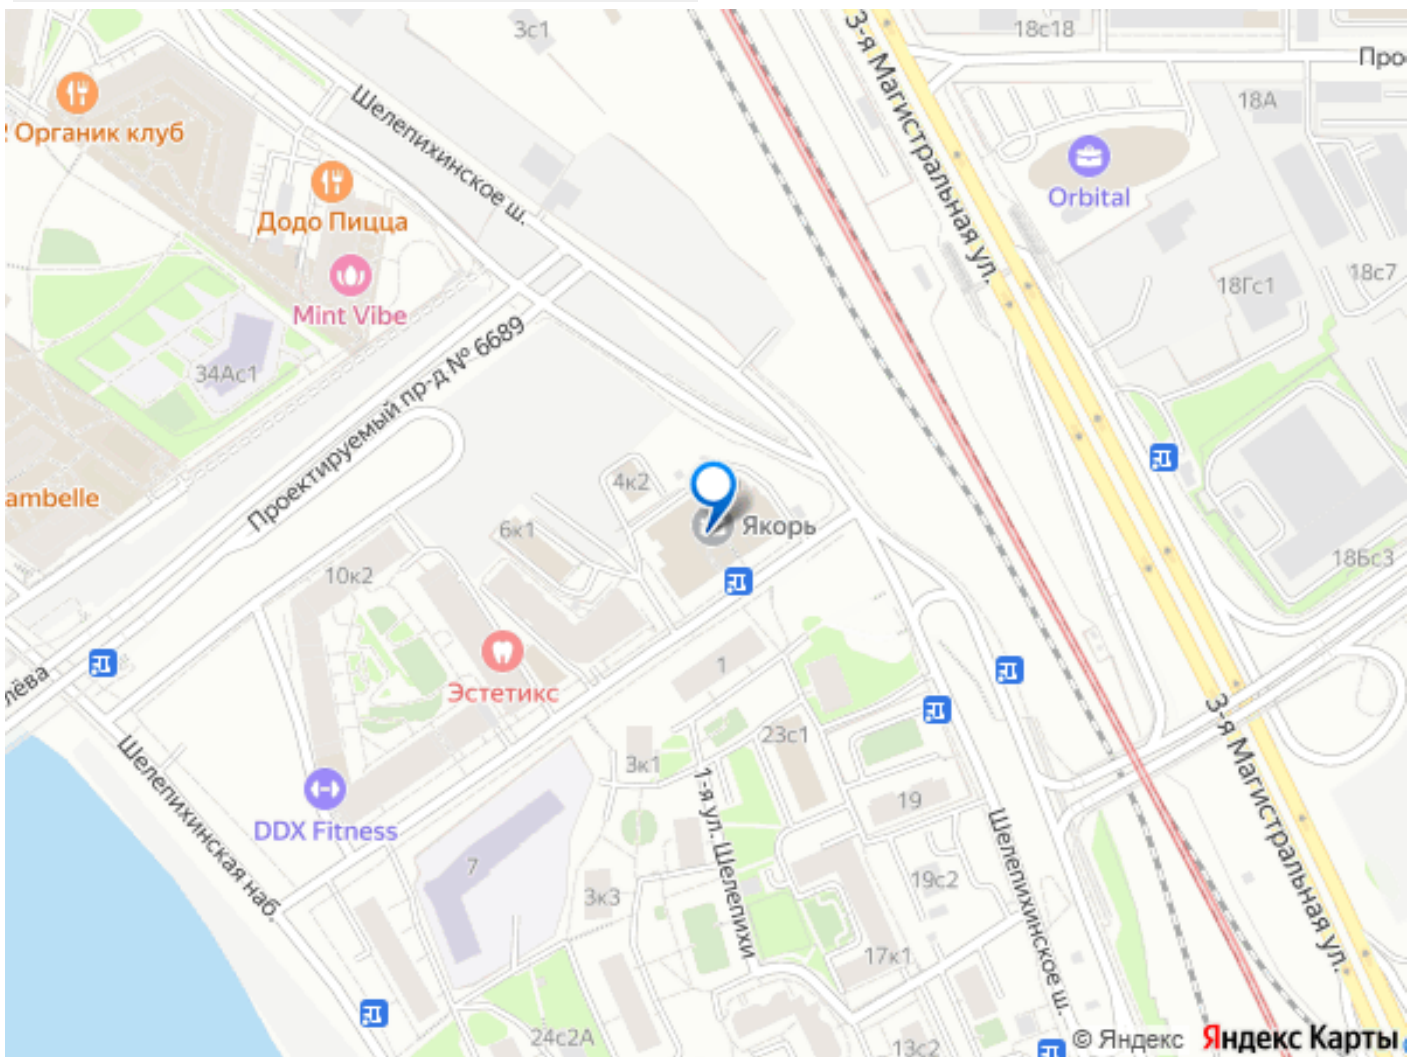 3с1
18с18
3-я Магистральная ул.
Про
Шелепихинское ш.
18А
2 Органик клуб
Orbital
Додо Пицца
18Гс1
18с7
Mint Vibe
34Ас1
Проектируемый пр-д № 6689
ambelle
4к2
Якорь
6к1
18Бс3
10к2
лёва
1
Эстетикс
23с1
3-я Магистральная ул.
Шелепихинская наб.
3к1
1-я ул. Шелепихи
19
DDX Fitness
Шелепихинское ш.
7
3к3
19с2
17к1
24с2А
13с2
© Яндекс Яндекс Карты